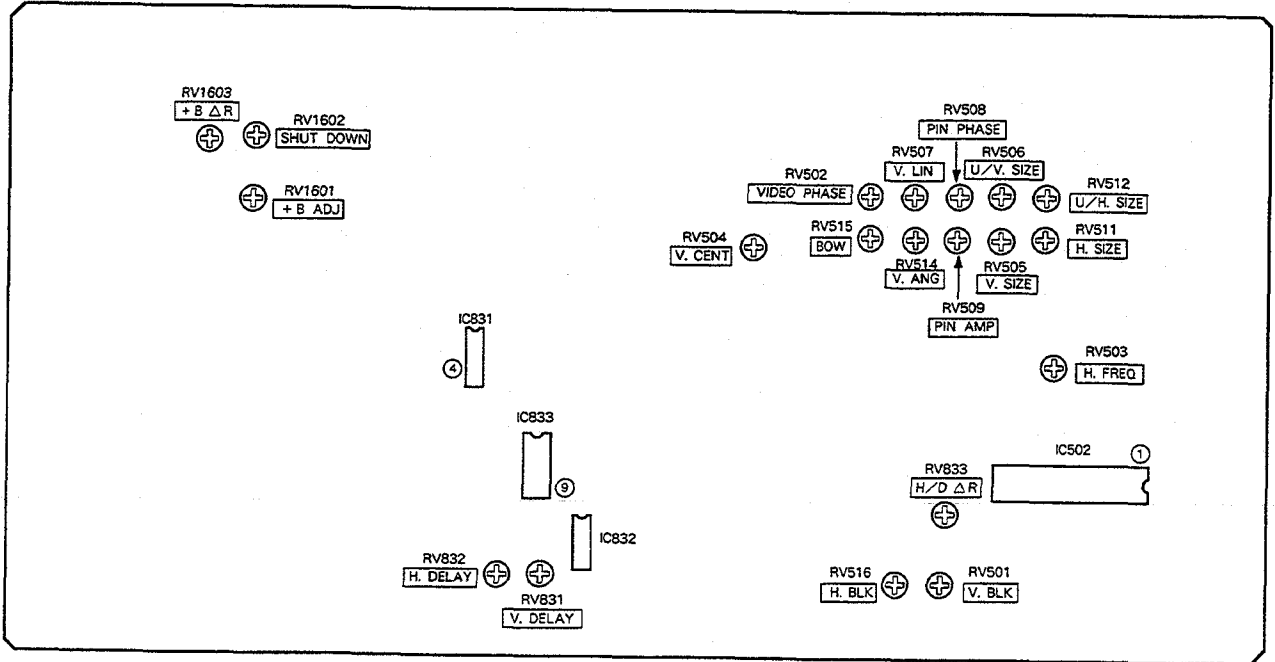 RV1603
+ B △ R
RV1602
SHUT DOWN
RV1601
+ B ADJ
RV508
PIN PHASE
RV507
V. LIN
RV506
U/V. SIZE
RV502
VIDEO PHASE
RV512
U/H. SIZE
RV504
V. CENT
RV515
BOW
RV514
V. ANG
RV505
V. SIZE
RV511
H. SIZE
RV509
PIN AMP
IC831
4
RV503
H. FREQ
IC833
9
IC502
1
RV833
H/D △ R
IC832
RV832
H. DELAY
RV831
V. DELAY
RV516
H. BLK
RV501
V. BLK